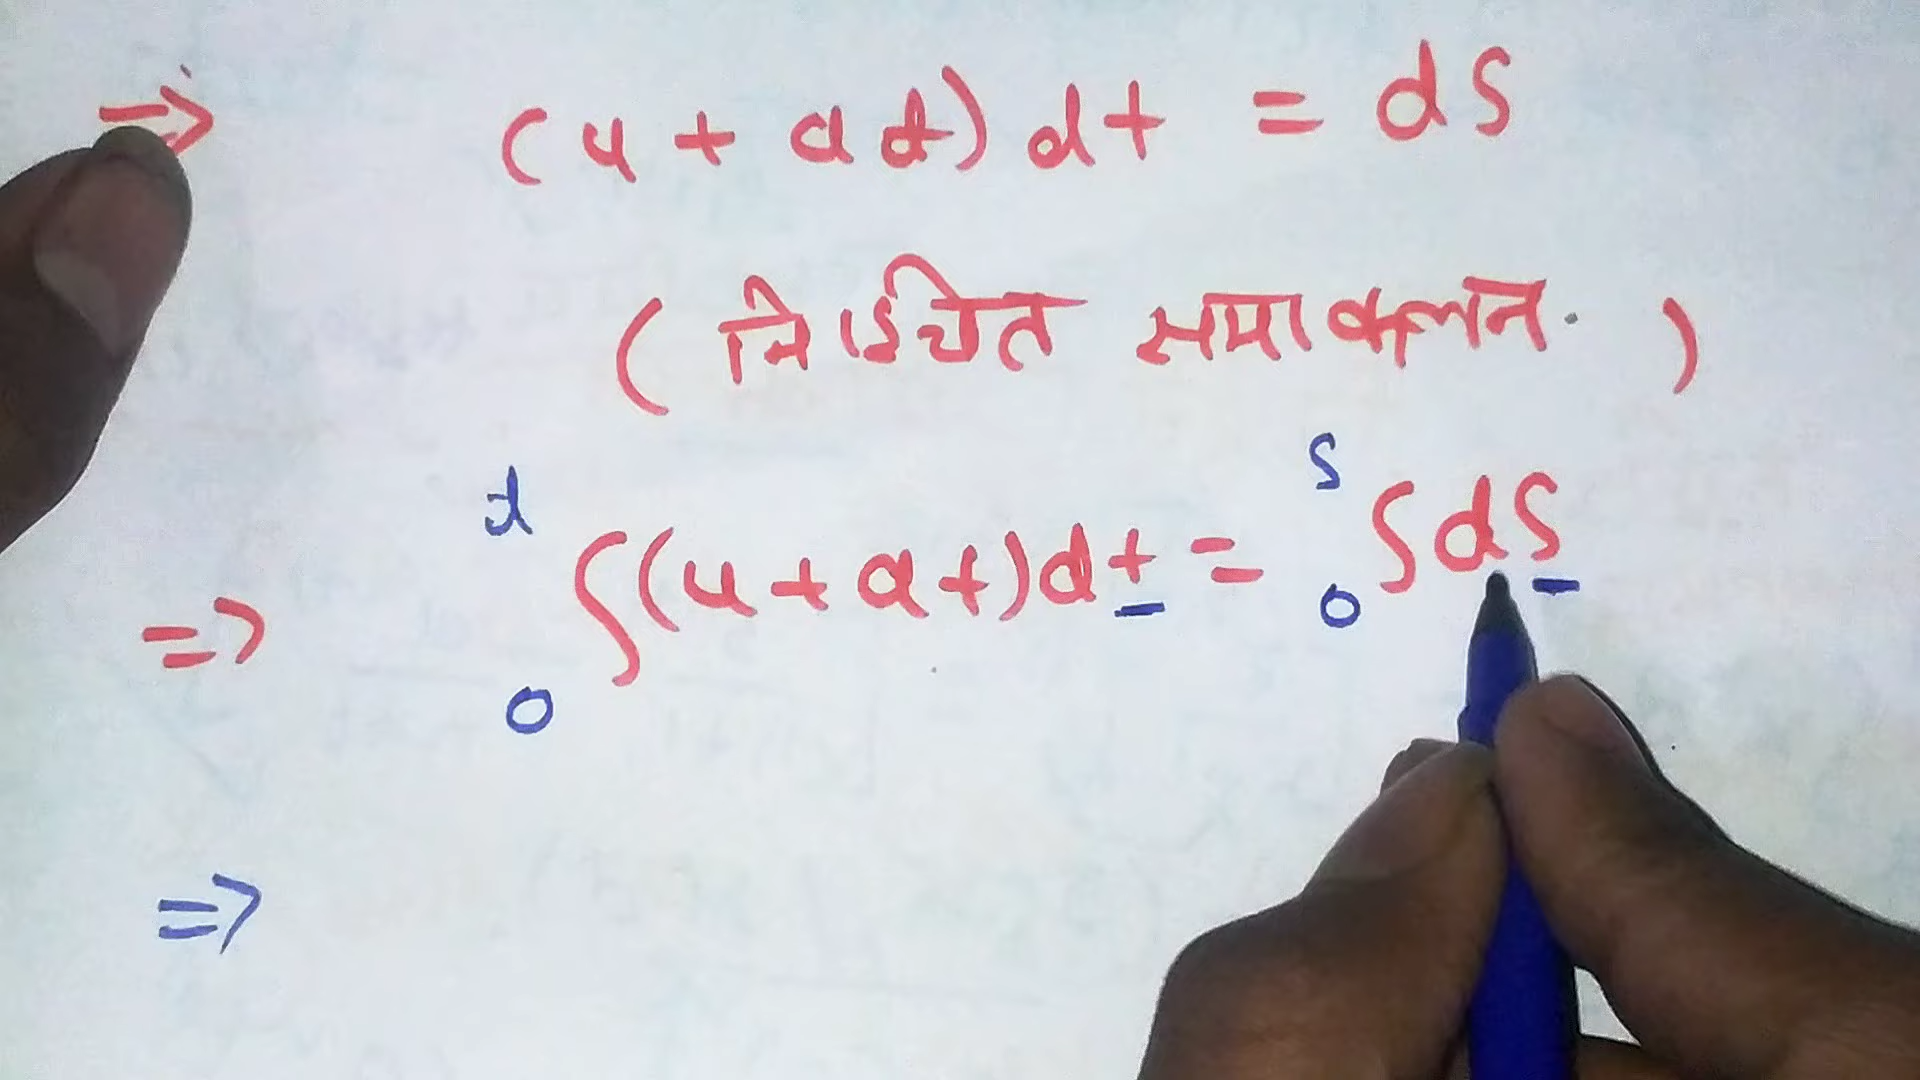 ⇒ (u + at) dt = ds
( निश्चित समाकलन. )
⇒ ₀ᵗ∫(u + at)dt = ₀ˢ∫ds
⇒